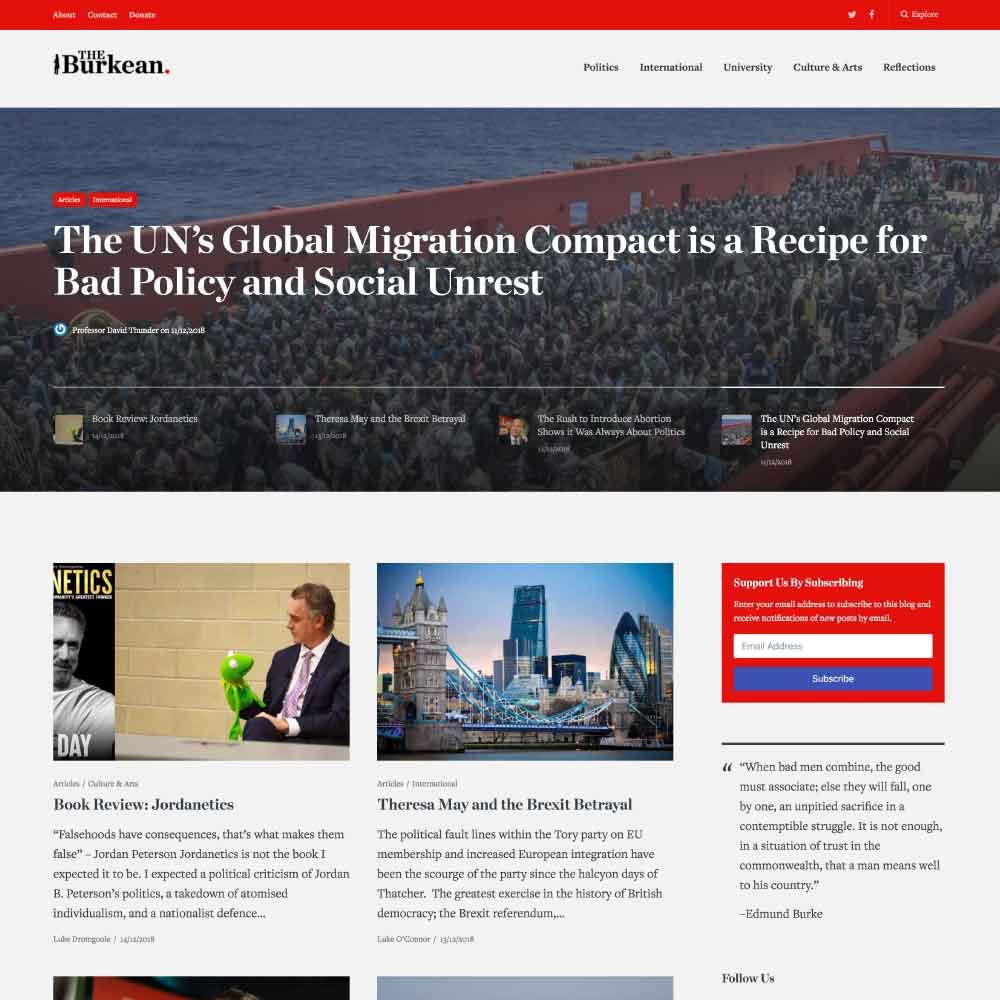 About Contact Donate
Explore
THE
Burkean.
Politics International University Culture & Arts Reflections
Articles International
The UN’s Global Migration Compact is a Recipe for
Bad Policy and Social Unrest
Professor David Thunder on 11/12/2018
Book Review: Jordanetics
14/12/2018
Theresa May and the Brexit Betrayal
13/12/2018
The Rush to Introduce Abortion
Shows it Was Always About Politics
The UN’s Global Migration Compact
is a Recipe for Bad Policy and Social
Unrest
11/12/2018
NETICS
DAY
Articles / Culture & Arts
Book Review: Jordanetics
“Falsehoods have consequences, that’s what makes them
false” – Jordan Peterson Jordanetics is not the book I
expected it to be. I expected a political criticism of Jordan
B. Peterson’s politics, a takedown of atomised
individualism, and a nationalist defence...
Luke Dromgoole / 14/12/2018
Articles / International
Theresa May and the Brexit Betrayal
The political fault lines within the Tory party on EU
membership and increased European integration have
been the scourge of the party since the halcyon days of
Thatcher. The greatest exercise in the history of British
democracy; the Brexit referendum,...
Luke O’Connor / 13/12/2018
Support Us By Subscribing
Enter your email address to subscribe to this blog and
receive notifications of new posts by email.
Email Address
Subscribe
“ “When bad men combine, the good
must associate; else they will fall, one
by one, an unpitied sacrifice in a
contemptible struggle. It is not enough,
in a situation of trust in the
commonwealth, that a man means well
to his country.”
–Edmund Burke
Follow Us